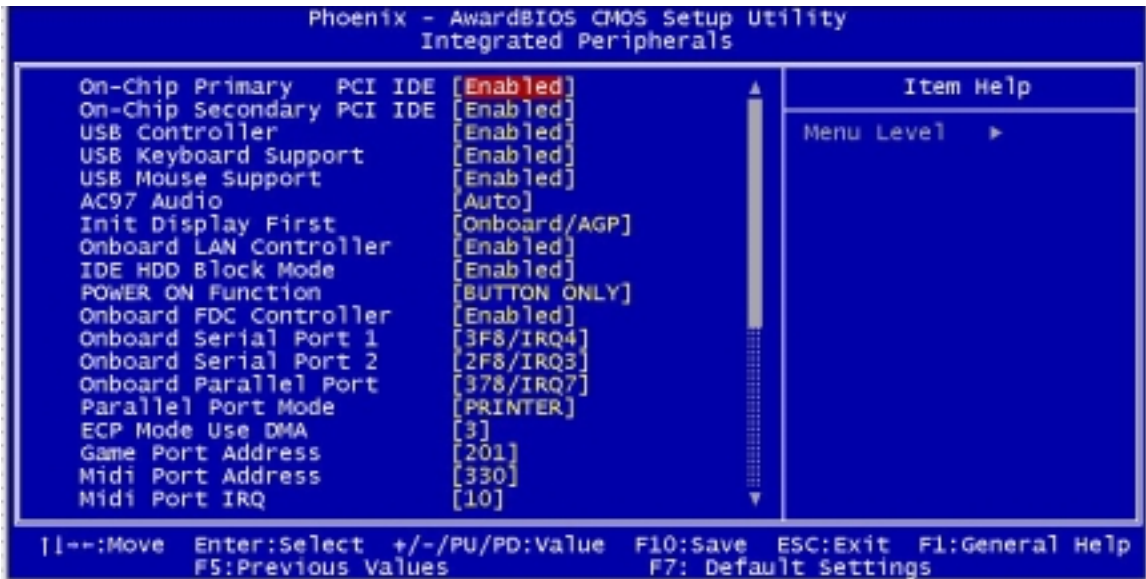 Phoenix - AwardBIOS CMOS Setup Utility
Integrated Peripherals
On-Chip Primary PCI IDE [Enabled]
On-Chip Secondary PCI IDE [Enabled]
USB Controller [Enabled]
USB Keyboard Support [Enabled]
USB Mouse Support [Enabled]
AC97 Audio [Auto]
Init Display First [Onboard/AGP]
Onboard LAN Controller [Enabled]
IDE HDD Block Mode [Enabled]
POWER ON Function [BUTTON ONLY]
Onboard FDC Controller [Enabled]
Onboard Serial Port 1 [3F8/IRQ4]
Onboard Serial Port 2 [2F8/IRQ3]
Onboard Parallel Port [378/IRQ7]
Parallel Port Mode [PRINTER]
ECP Mode Use DMA [3]
Game Port Address [201]
Midi Port Address [330]
Midi Port IRQ [10]
Item Help
Menu Level ►
↑↓→←:Move Enter:Select +/-/PU/PD:Value F10:Save ESC:Exit F1:General Help
F5:Previous Values F7: Default Settings